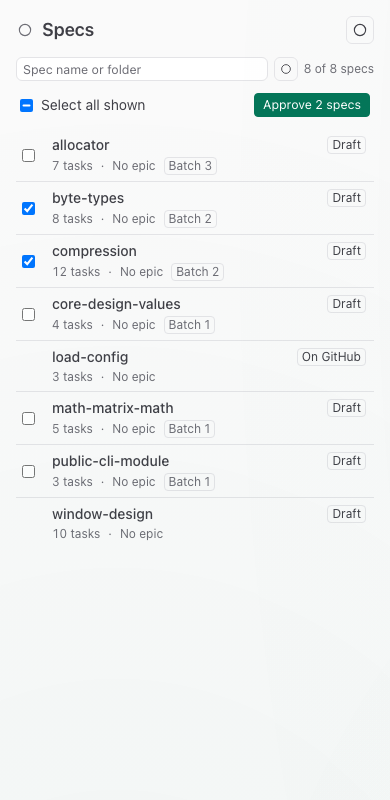 Specs
Spec name or folder
8 of 8 specs
Select all shown
Approve 2 specs
allocator
Draft
7 tasks · No epic Batch 3
byte-types
Draft
8 tasks · No epic Batch 2
compression
Draft
12 tasks · No epic Batch 2
core-design-values
Draft
4 tasks · No epic Batch 1
load-config
On GitHub
3 tasks · No epic
math-matrix-math
Draft
5 tasks · No epic Batch 1
public-cli-module
Draft
3 tasks · No epic Batch 1
window-design
Draft
10 tasks · No epic